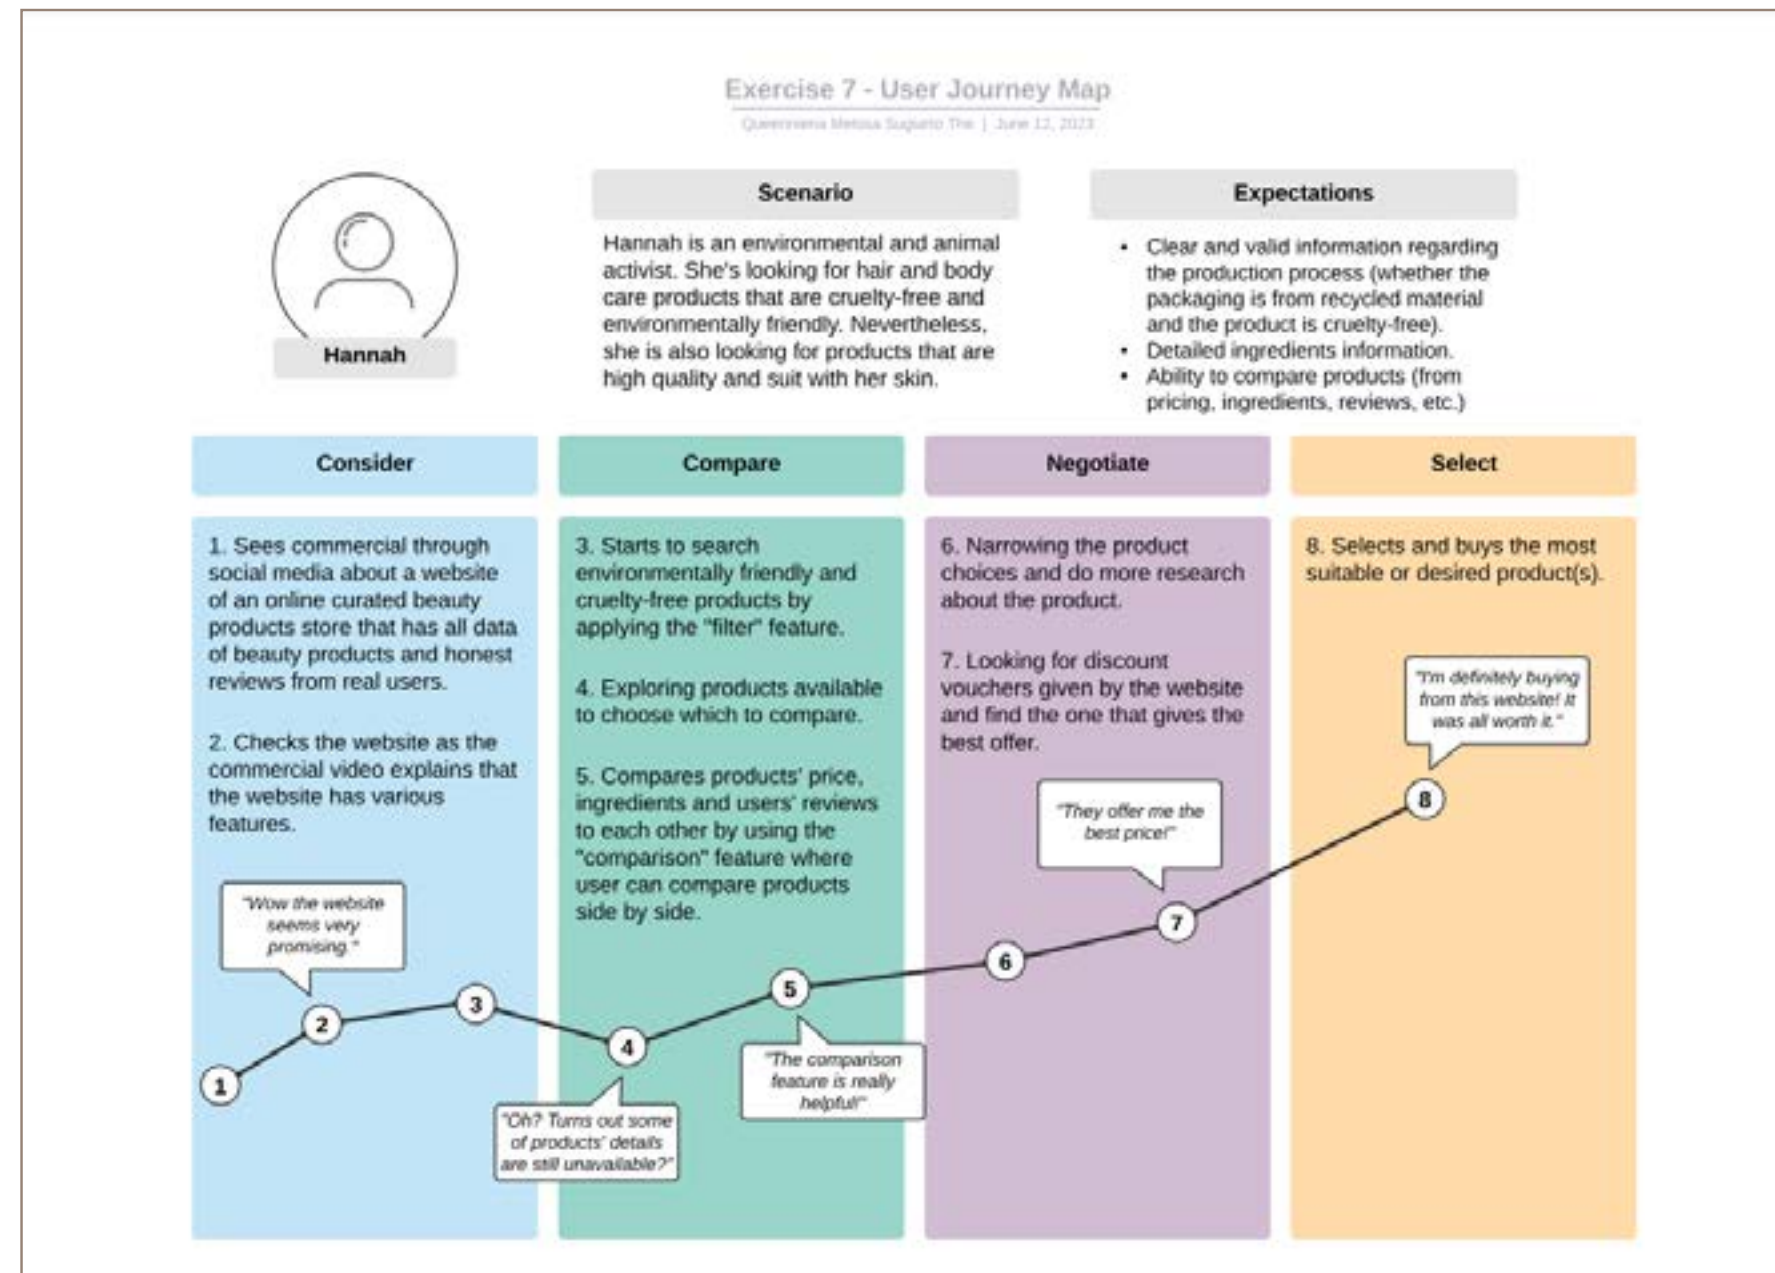 Exercise 7 - User Journey Map
June 12, 2023
Hannah
Scenario
Hannah is an environmental and animal
activist. She's looking for hair and body
care products that are cruelty-free and
environmentally friendly. Nevertheless,
she is also looking for products that are
high quality and suit with her skin.
Expectations
• Clear and valid information regarding
the production process (whether the
packaging is from recycled material
and the product is cruelty-free).
• Detailed ingredients information.
• Ability to compare products (from
pricing, ingredients, reviews, etc.)
Consider
1. Sees commercial through
social media about a website
of an online curated beauty
products store that has all data
of beauty products and honest
reviews from real users.
2. Checks the website as the
commercial video explains that
the website has various
features.
"Wow the website
seems very
promising."
1
2
3
Compare
3. Starts to search
environmentally friendly and
cruelty-free products by
applying the "filter" feature.
4. Exploring products available
to choose which to compare.
5. Compares products' price,
ingredients and users' reviews
to each other by using the
"comparison" feature where
user can compare products
side by side.
4
5
"Oh? Turns out some
of products' details
are still unavailable?"
"The comparison
feature is really
helpful!"
Negotiate
6. Narrowing the product
choices and do more research
about the product.
7. Looking for discount
vouchers given by the website
and find the one that gives the
best offer.
"They offer me the
best price!"
6
7
Select
8. Selects and buys the most
suitable or desired product(s).
"I'm definitely buying
from this website! It
was all worth it."
8